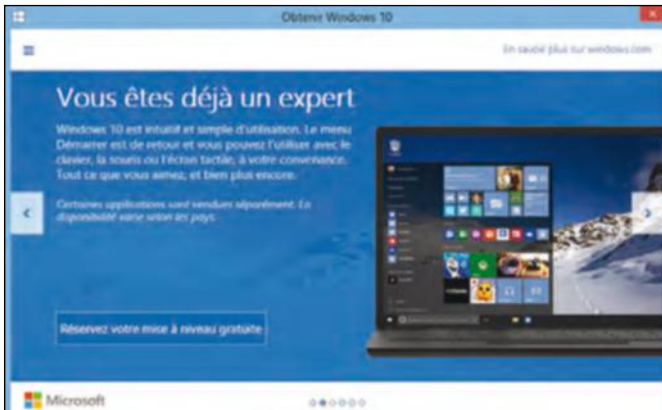 Obtenir Windows 10
En savoir plus sur windows.com
Vous êtes déjà un expert
Windows 10 est intuitif et simple d'utilisation. Le menu
Démarrer est de retour et vous pouvez l'utiliser avec le
clavier, la souris ou l'écran tactile, à votre convenance.
Tout ce que vous aimez, et bien plus encore.
Certaines applications sont vendues séparément. La
disponibilité varie selon les pays.
Réservez votre mise à niveau gratuite
Microsoft